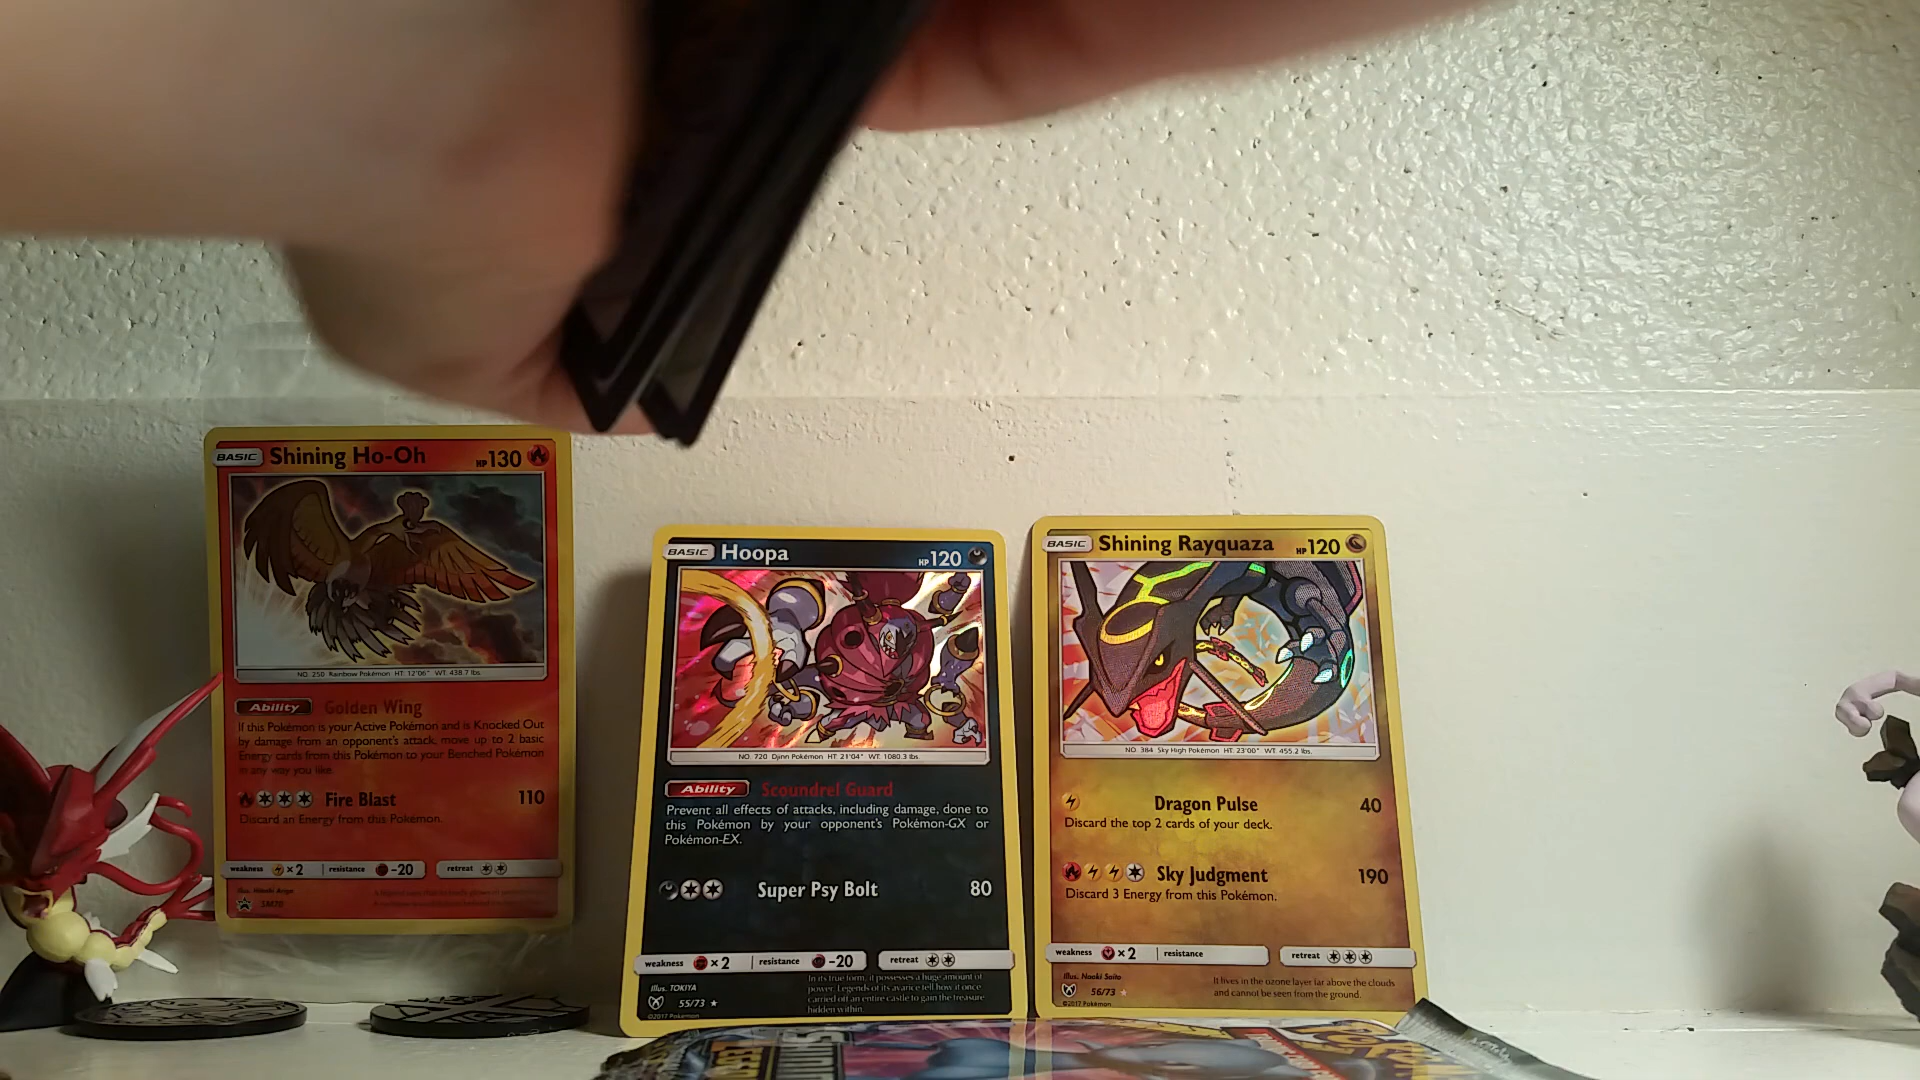 BASIC Shining Ho-Oh HP 130
NO. 250 Rainbow Pokémon HT: 12'06" WT: 438.7 lbs.
Ability Golden Wing
If this Pokémon is your Active Pokémon and is Knocked Out
by damage from an opponent's attack, move up to 2 basic
Energy cards from this Pokémon to your Benched Pokémon
in any way you like.
Fire Blast 110
Discard an Energy from this Pokémon.
weakness ×2 resistance -20 retreat
Illus. Hitoshi Ariga
SM70
BASIC Hoopa HP 120
NO. 720 Djinn Pokémon HT: 21'04" WT: 1080.3 lbs.
Ability Scoundrel Guard
Prevent all effects of attacks, including damage, done to
this Pokémon by your opponent's Pokémon-GX or
Pokémon-EX.
Super Psy Bolt 80
weakness ×2 resistance -20 retreat
Illus. TOKIYA
55/73 ★
©2017 Pokémon
In its true form, it possesses a huge amount of
power. Legends of its avarice tell how it once
carried off an entire castle to gain the treasure
hidden within.
BASIC Shining Rayquaza HP 120
NO. 384 Sky High Pokémon HT: 23'00" WT: 455.2 lbs.
Dragon Pulse 40
Discard the top 2 cards of your deck.
Sky Judgment 190
Discard 3 Energy from this Pokémon.
weakness ×2 resistance retreat
Illus. Naoki Saito
56/73 ★
©2017 Pokémon
It lives in the ozone layer far above the clouds
and cannot be seen from the ground.